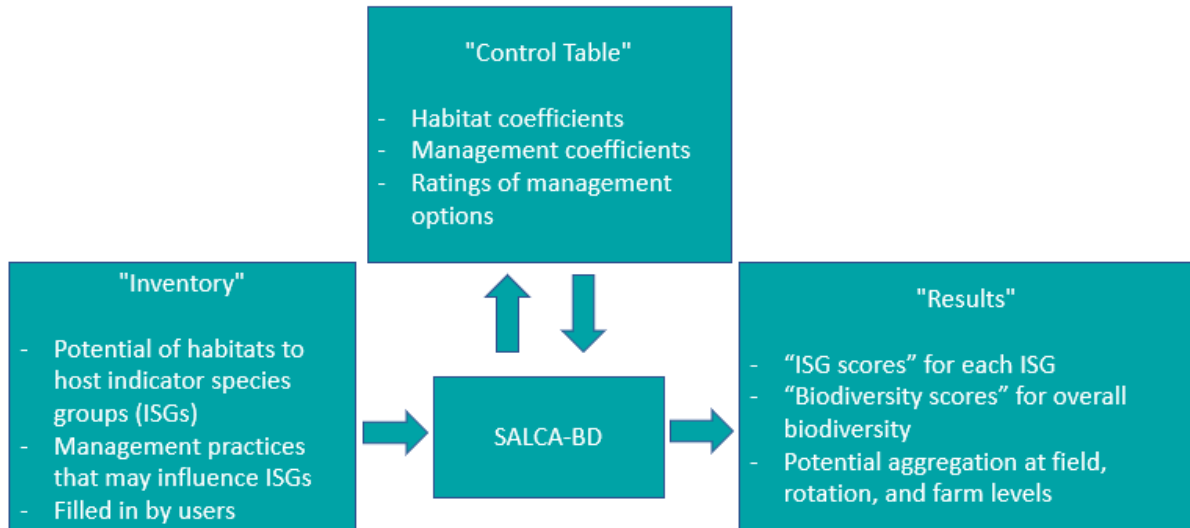 "Control Table"
- Habitat coefficients
- Management coefficients
- Ratings of management
options
"Inventory"
- Potential of habitats to
host indicator species
groups (ISGs)
- Management practices
that may influence ISGs
- Filled in by users
SALCA-BD
"Results"
- “ISG scores” for each ISG
- “Biodiversity scores” for overall
biodiversity
- Potential aggregation at field,
rotation, and farm levels